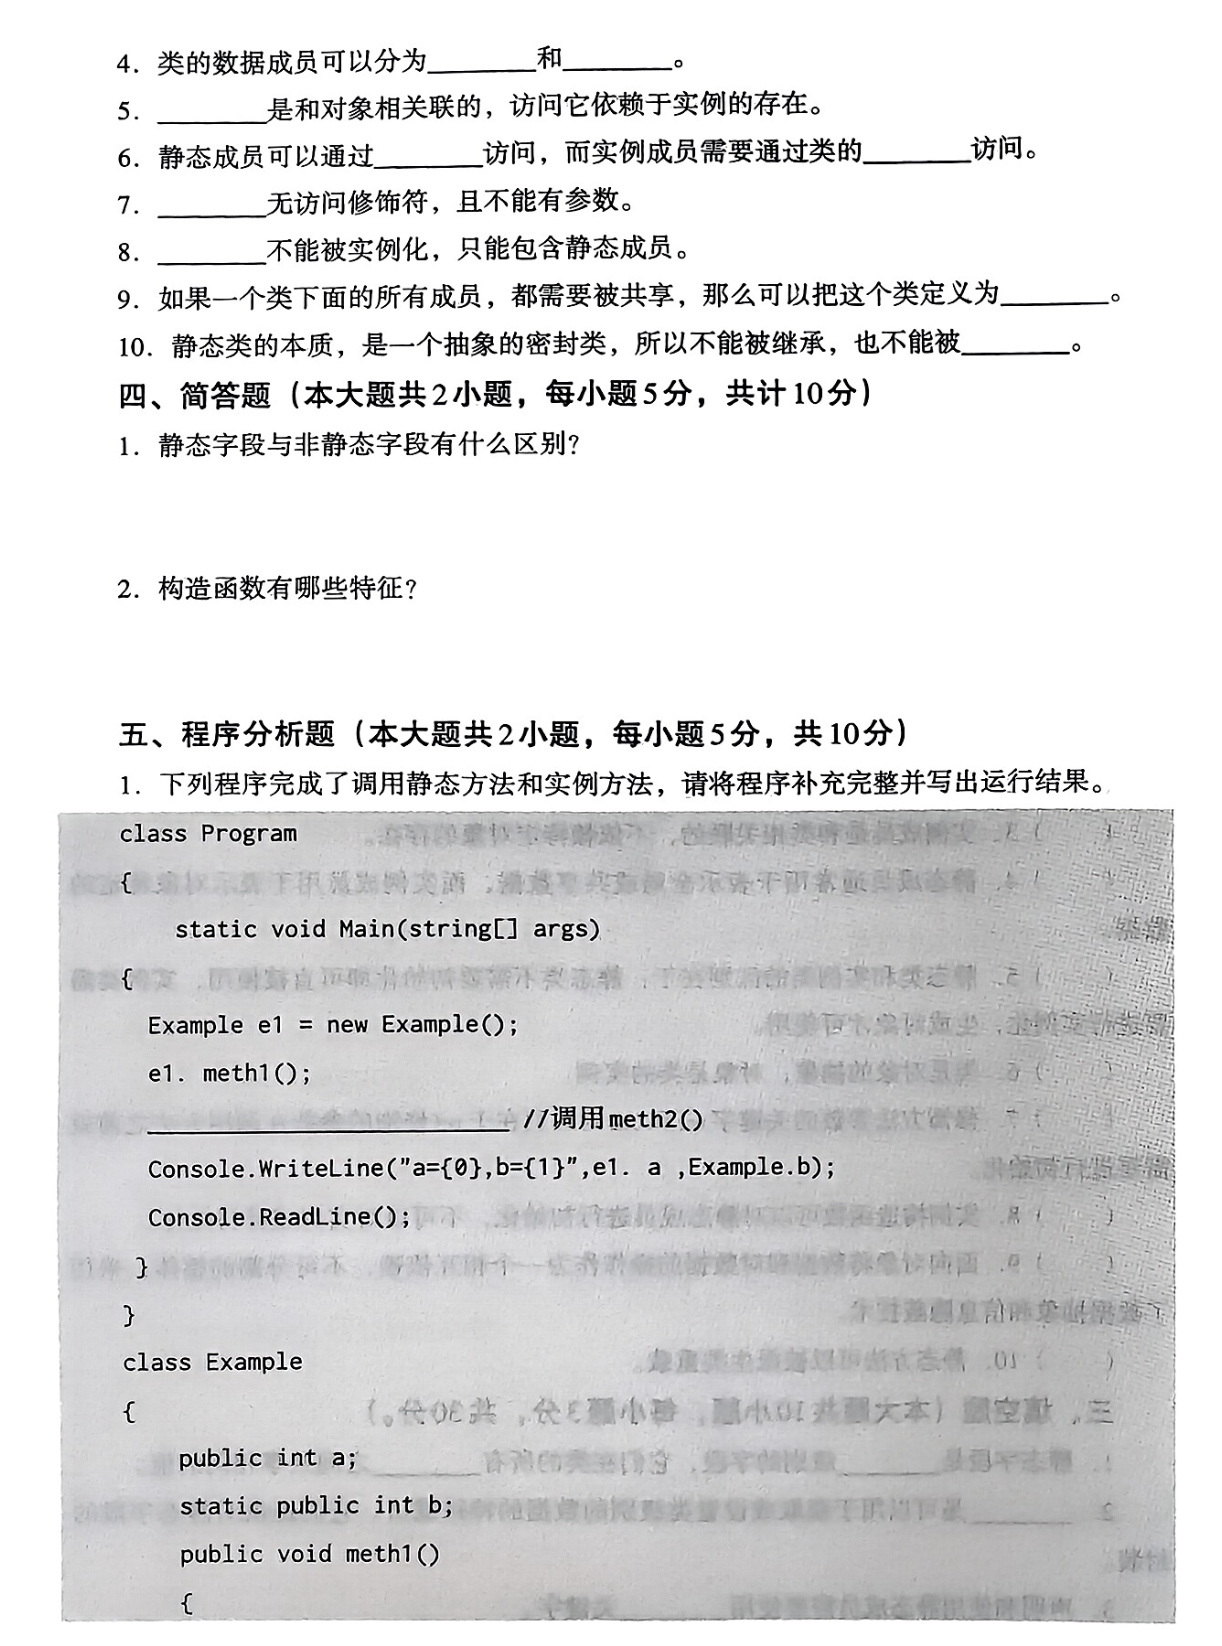 4. 类的数据成员可以分为________和________。
5. ________是和对象相关联的，访问它依赖于实例的存在。
6. 静态成员可以通过________访问，而实例成员需要通过类的________访问。
7. ________无访问修饰符，且不能有参数。
8. ________不能被实例化，只能包含静态成员。
9. 如果一个类下面的所有成员，都需要被共享，那么可以把这个类定义为________。
10. 静态类的本质，是一个抽象的密封类，所以不能被继承，也不能被________。
四、简答题（本大题共2小题，每小题5分，共计10分）
1. 静态字段与非静态字段有什么区别？
2. 构造函数有哪些特征？
五、程序分析题（本大题共2小题，每小题5分，共10分）
1. 下列程序完成了调用静态方法和实例方法，请将程序补充完整并写出运行结果。
class Program
{
static void Main(string[] args)
{
Example e1 = new Example();
e1. meth1();
__________________________ //调用meth2()
Console.WriteLine("a={0},b={1}",e1. a ,Example.b);
Console.ReadLine();
}
}
class Example
{
public int a;
static public int b;
public void meth1()
{